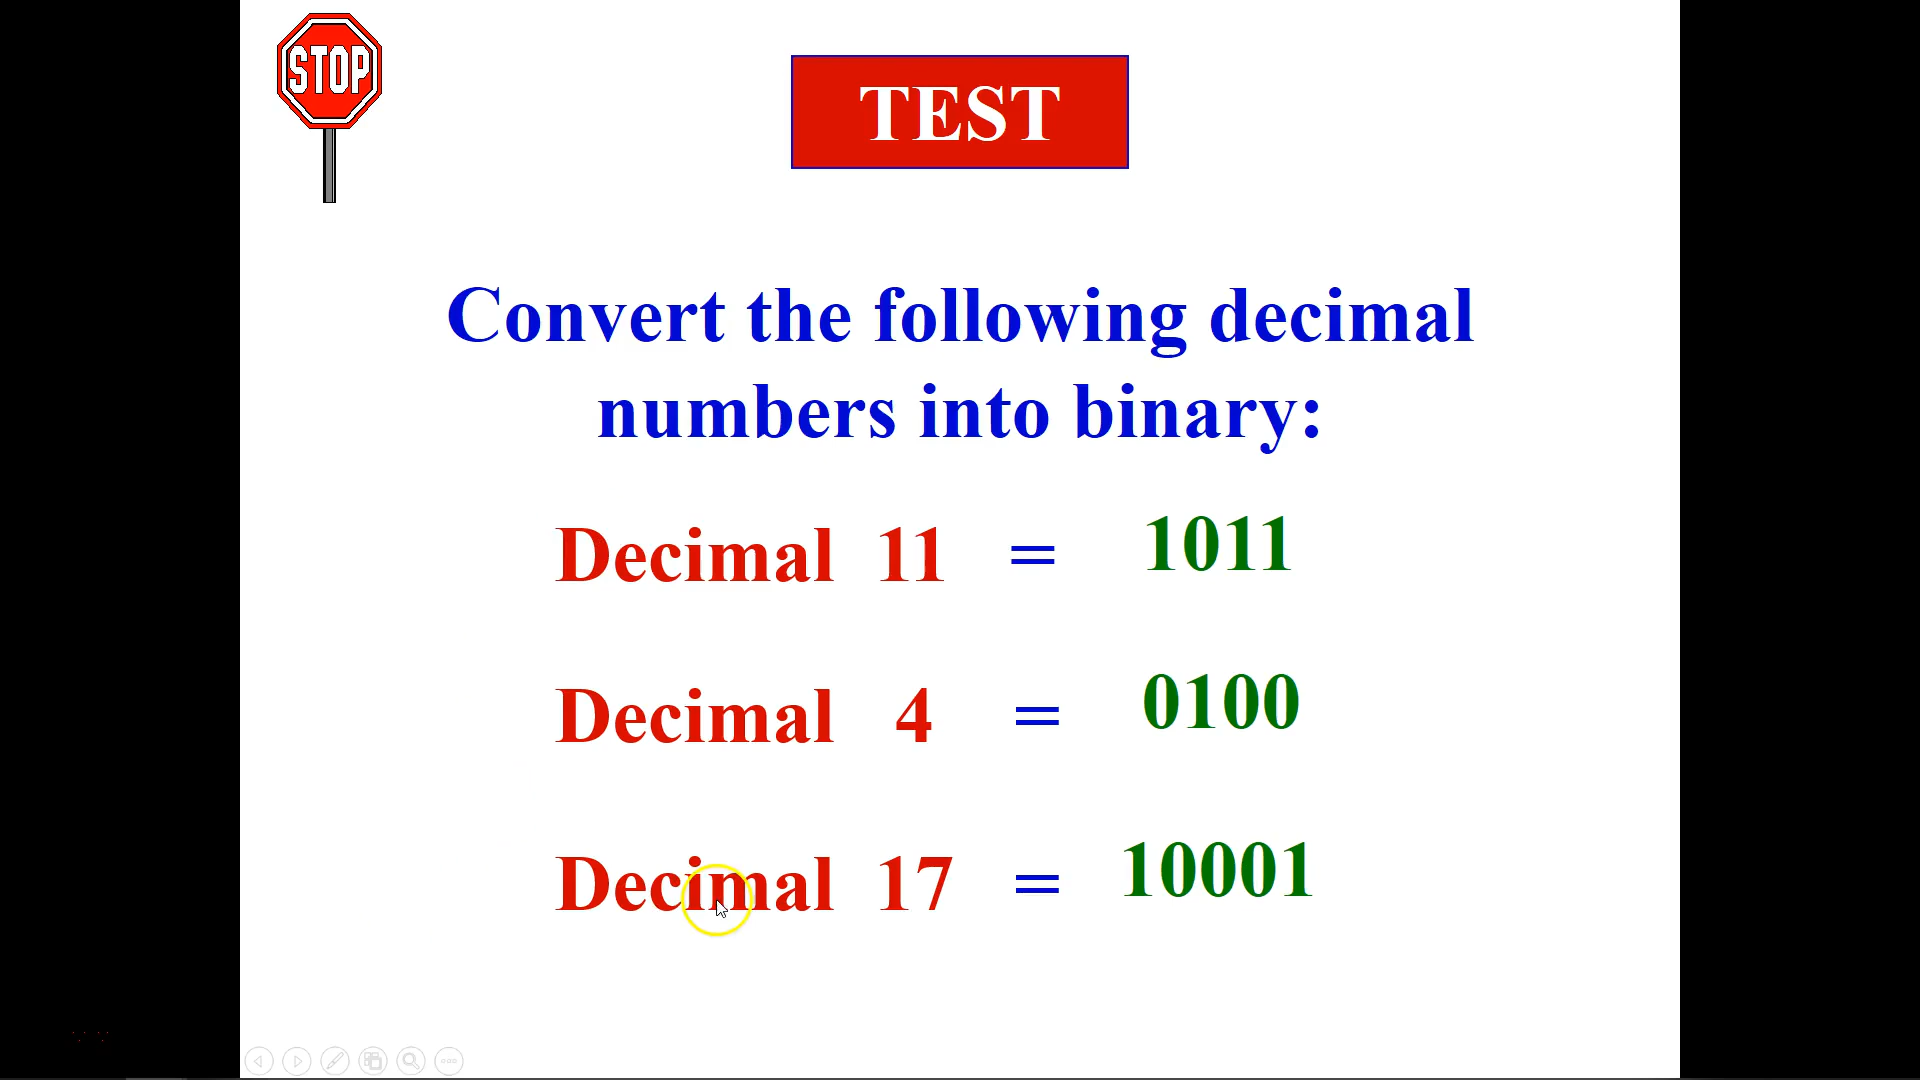 STOP
TEST
Convert the following decimal
numbers into binary:
Decimal 11 = 1011
Decimal 4 = 0100
Decimal 17 = 10001